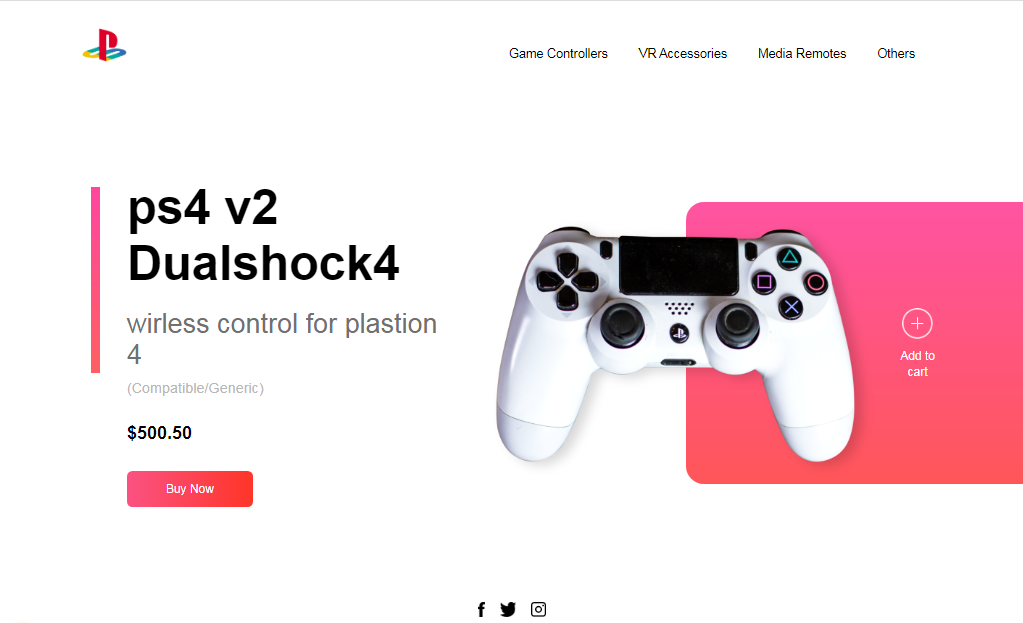 Game Controllers VR Accessories Media Remotes Others
ps4 v2
Dualshock4
wirless control for plastion
4
(Compatible/Generic)
$500.50
Buy Now
Add to
cart